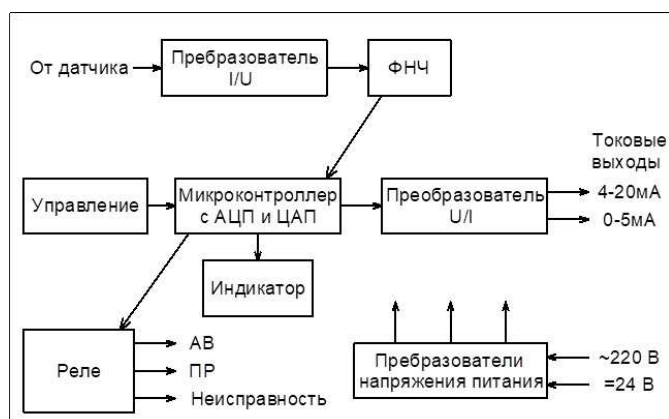 От датчика
Пребразователь
I/U
ФНЧ
Токовые
выходы
Управление
Микроконтроллер
с АЦП и ЦАП
Преобразователь
U/I
4-20мА
0-5мА
Индикатор
Реле
АВ
ПР
Неисправность
Пребразователи
напряжения питания
~220 В
=24 В